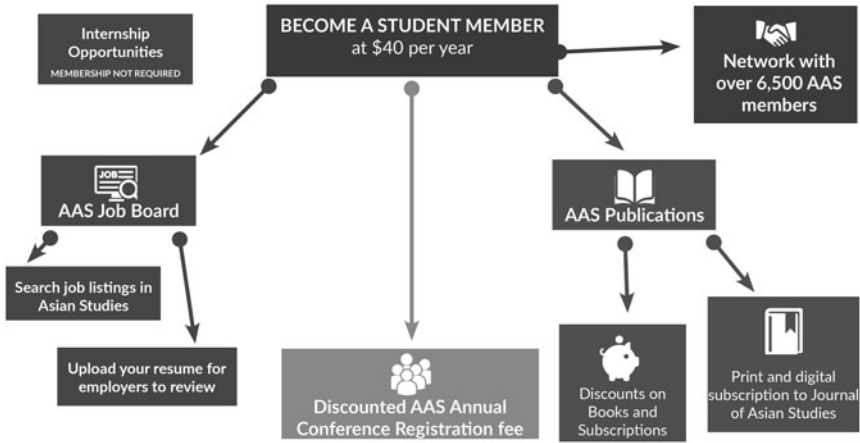 Internship
Opportunities
MEMBERSHIP NOT REQUIRED
BECOME A STUDENT MEMBER
at $40 per year
Network with
over 6,500 AAS
members
JOB
AAS Job Board
AAS Publications
Search job listings in
Asian Studies
Upload your resume for
employers to review
Discounted AAS Annual
Conference Registration fee
Discounts on
Books and
Subscriptions
Print and digital
subscription to Journal
of Asian Studies